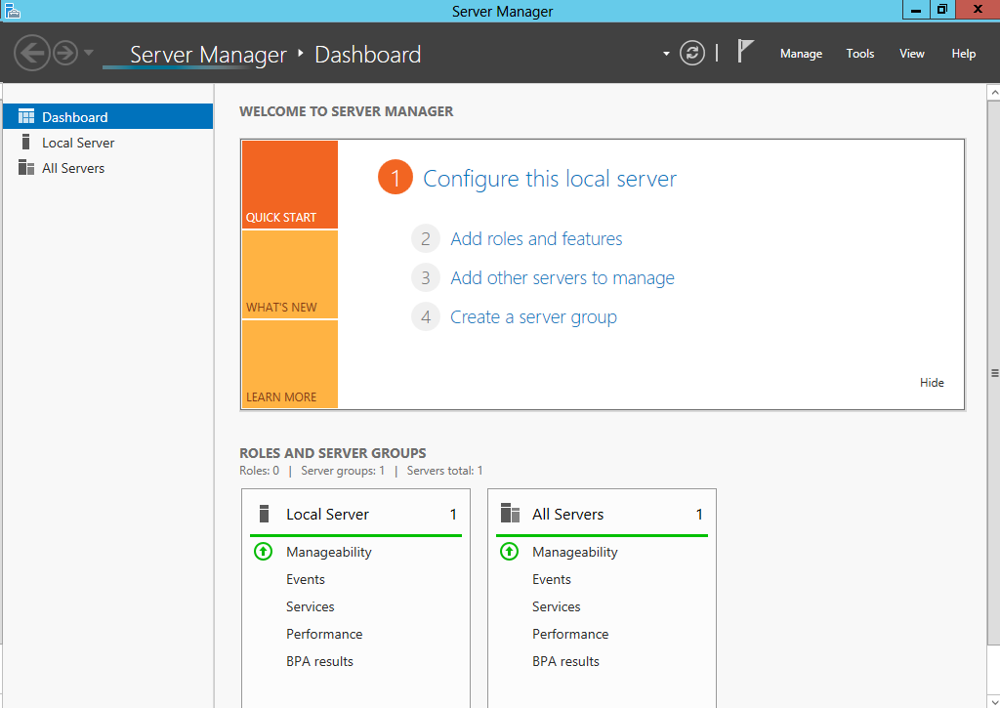 Server Manager
Server Manager ‣ Dashboard
Manage Tools View Help
Dashboard
Local Server
All Servers
WELCOME TO SERVER MANAGER
QUICK START
WHAT'S NEW
LEARN MORE
1 Configure this local server
2 Add roles and features
3 Add other servers to manage
4 Create a server group
Hide
ROLES AND SERVER GROUPS
Roles: 0 | Server groups: 1 | Servers total: 1
Local Server 1
Manageability
Events
Services
Performance
BPA results
All Servers 1
Manageability
Events
Services
Performance
BPA results